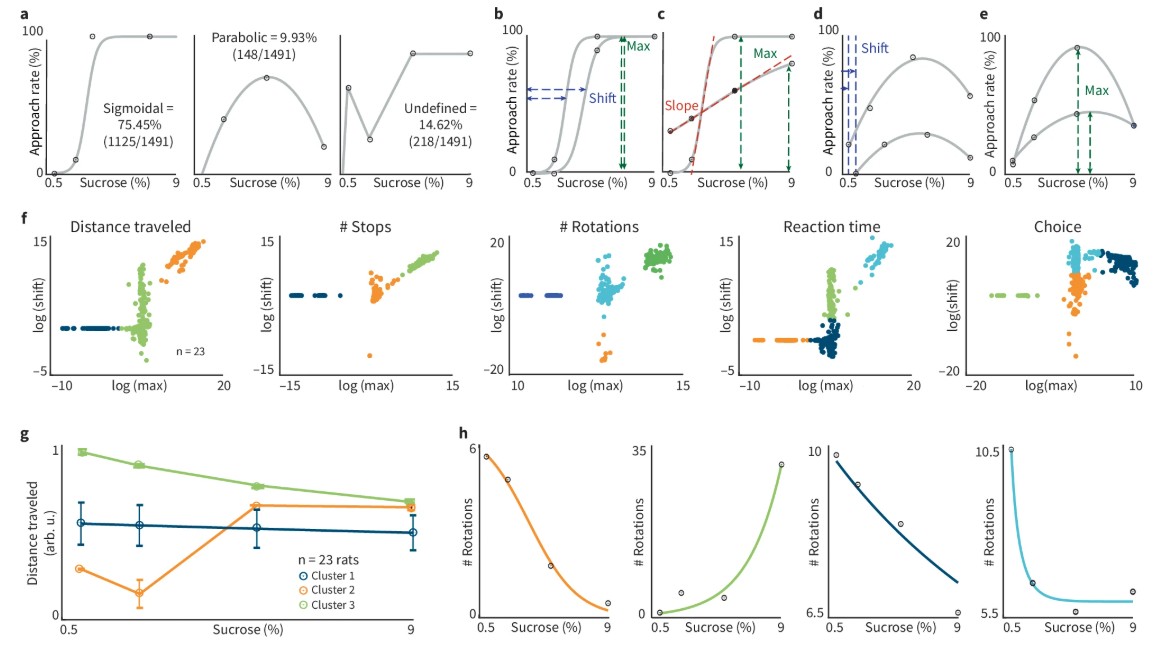 a
100
Approach rate (%)
0
0.5
Sucrose (%)
9
Sigmoidal =
75.45%
(1125/1491)
Parabolic = 9.93%
(148/1491)
0.5
Sucrose (%)
9
Undefined =
14.62%
(218/1491)
0.5
Sucrose (%)
9
b
100
Approach rate (%)
0
Max
Shift
0.5
Sucrose (%)
9
c
Max
Slope
0.5
Sucrose (%)
9
d
100
Approach rate (%)
0
Shift
0.5
Sucrose (%)
9
e
100
Approach rate (%)
0
Max
0.5
Sucrose (%)
9
f
Distance traveled
15
log (shift)
–5
n = 23
–10
log (max)
20
# Stops
15
log (shift)
–15
–15
log (max)
15
# Rotations
20
log (shift)
–20
10
log (max)
15
Reaction time
15
log (shift)
–5
–10
log (max)
20
Choice
20
log(shift)
–20
–20
log(max)
10
g
1
Distance traveled
(arb. u.)
0
n = 23 rats
Cluster 1
Cluster 2
Cluster 3
0.5
Sucrose (%)
9
h
6
# Rotations
0
0.5
Sucrose (%)
9
35
# Rotations
0
0.5
Sucrose (%)
9
10
# Rotations
6.5
0.5
Sucrose (%)
9
10.5
# Rotations
5.5
0.5
Sucrose (%)
9